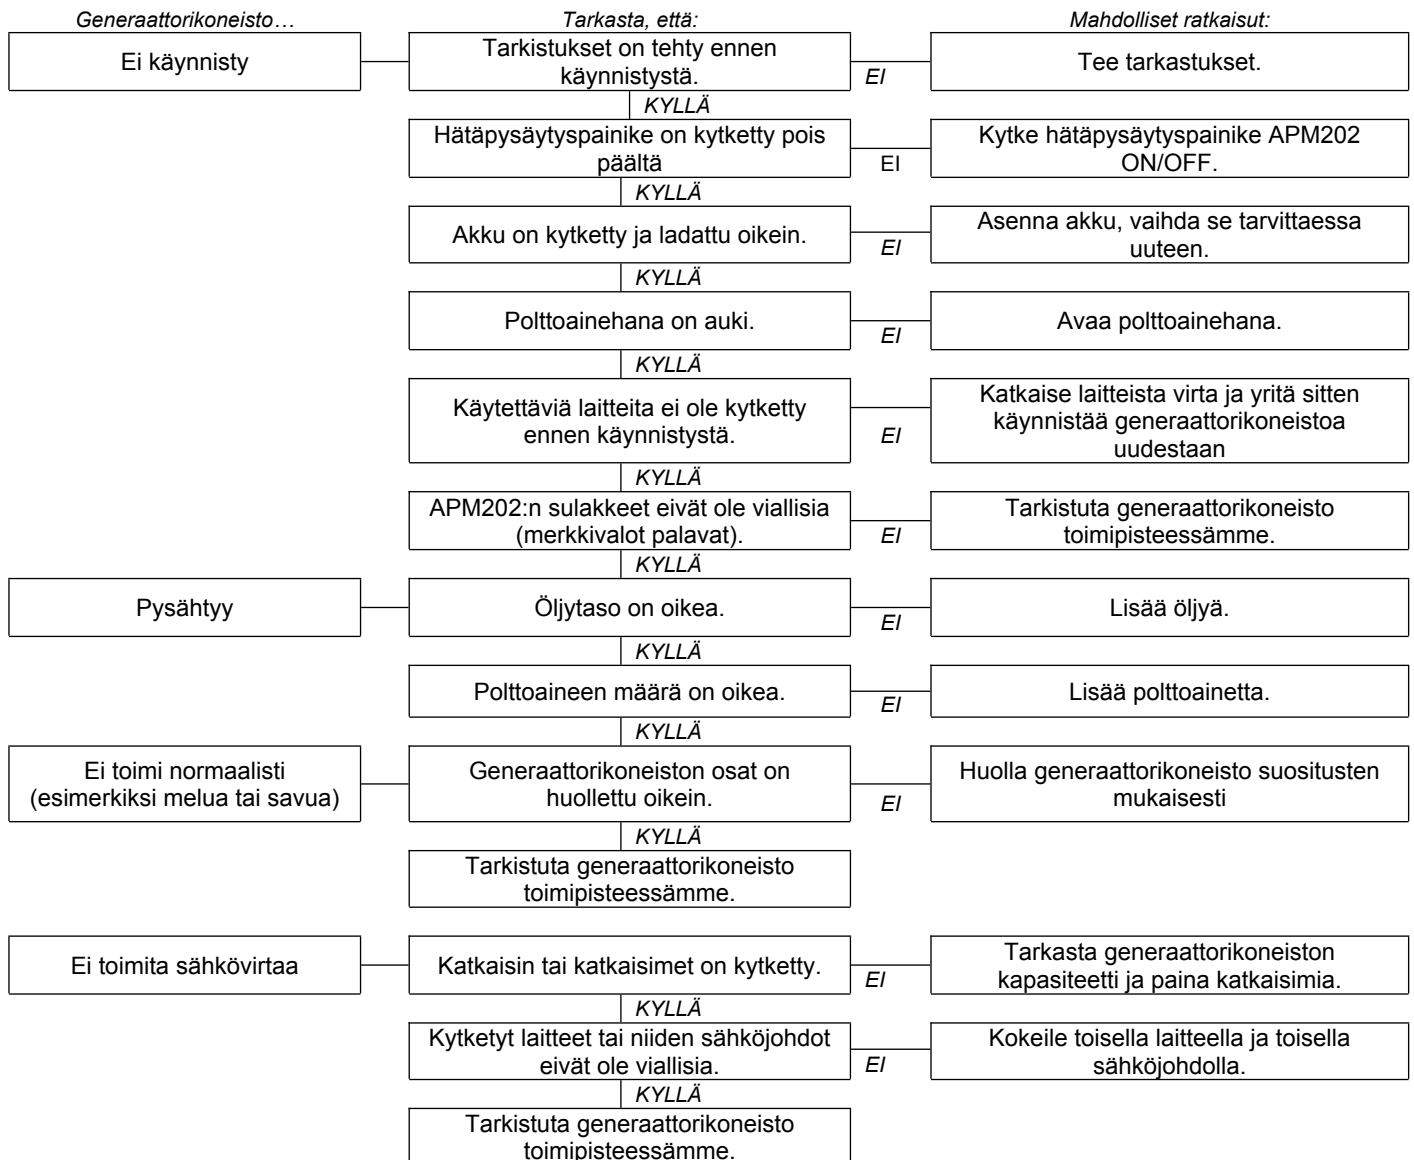 Generaattorikoneisto…
Tarkasta, että:
Mahdolliset ratkaisut:
Ei käynnisty
Tarkistukset on tehty ennen
käynnistystä.
EI
Tee tarkastukset.
KYLLÄ
Hätäpysäytyspainike on kytketty pois
päältä
EI
Kytke hätäpysäytyspainike APM202
ON/OFF.
KYLLÄ
Akku on kytketty ja ladattu oikein.
EI
Asenna akku, vaihda se tarvittaessa
uuteen.
KYLLÄ
Polttoainehana on auki.
EI
Avaa polttoainehana.
KYLLÄ
Käytettäviä laitteita ei ole kytketty
ennen käynnistystä.
EI
Katkaise laitteista virta ja yritä sitten
käynnistää generaattorikoneistoa
uudestaan
KYLLÄ
APM202:n sulakkeet eivät ole viallisia
(merkkivalot palavat).
EI
Tarkistuta generaattorikoneisto
toimipisteessämme.
KYLLÄ
Pysähtyy
Öljytaso on oikea.
EI
Lisää öljyä.
KYLLÄ
Polttoaineen määrä on oikea.
EI
Lisää polttoainetta.
KYLLÄ
Ei toimi normaalisti
(esimerkiksi melua tai savua)
Generaattorikoneiston osat on
huollettu oikein.
EI
Huolla generaattorikoneisto suositusten
mukaisesti
KYLLÄ
Tarkistuta generaattorikoneisto
toimipisteessämme.
Ei toimita sähkövirtaa
Katkaisin tai katkaisimet on kytketty.
EI
Tarkasta generaattorikoneiston
kapasiteetti ja paina katkaisimia.
KYLLÄ
Kytketyt laitteet tai niiden sähköjohdot
eivät ole viallisia.
EI
Kokeile toisella laitteella ja toisella
sähköjohdolla.
KYLLÄ
Tarkistuta generaattorikoneisto
toimipisteessämme.